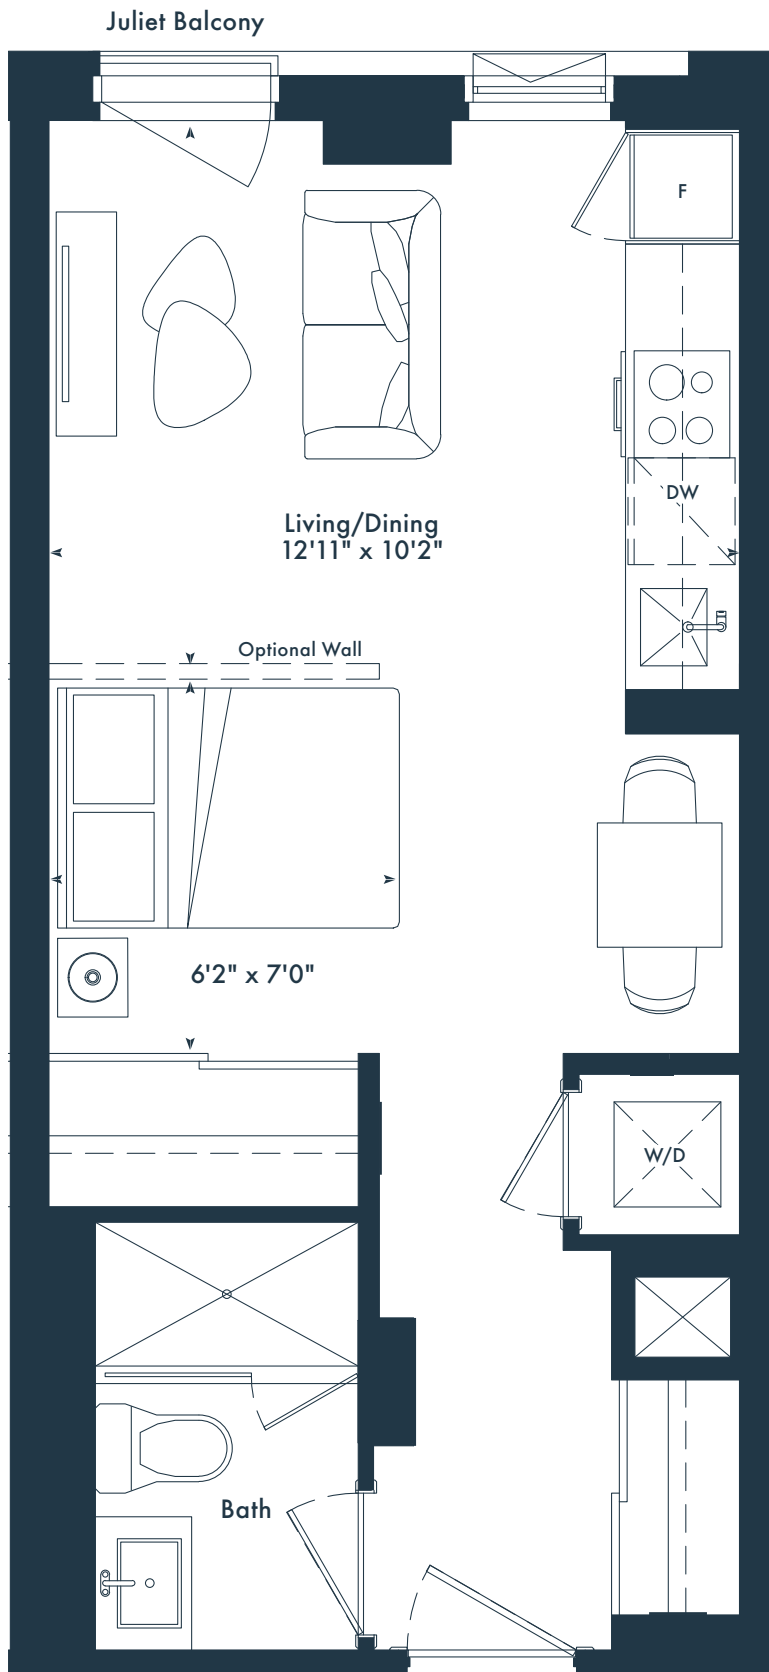 Juliet Balcony
F
DW
Living/Dining
12'11" x 10'2"
Optional Wall
6'2" x 7'0"
W/D
Bath